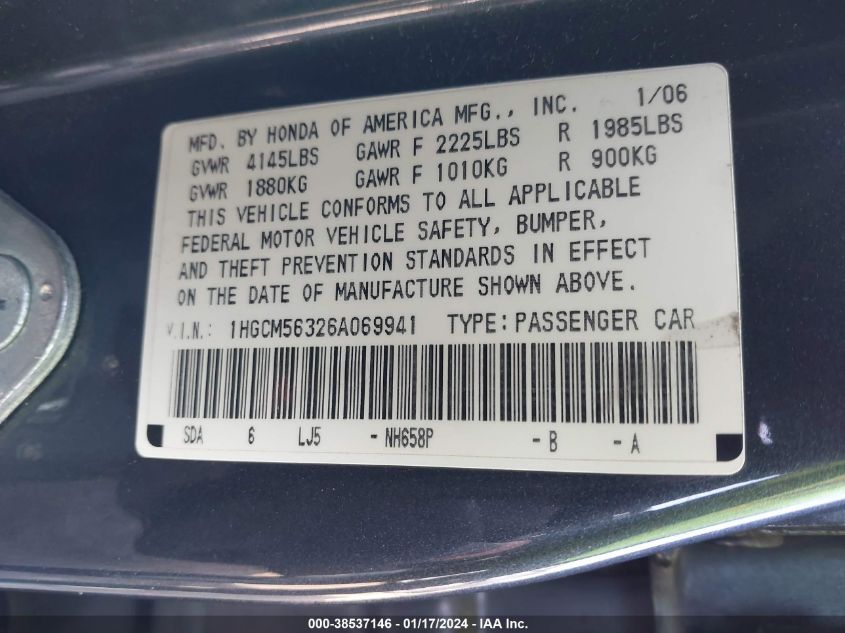 MFD. BY HONDA OF AMERICA MFG., INC. 1/06
GVWR 4145LBS GAWR F 2225LBS R 1985LBS
GVWR 1880KG GAWR F 1010KG R 900KG
THIS VEHICLE CONFORMS TO ALL APPLICABLE
FEDERAL MOTOR VEHICLE SAFETY, BUMPER,
AND THEFT PREVENTION STANDARDS IN EFFECT
ON THE DATE OF MANUFACTURE SHOWN ABOVE.
V.I.N.: 1HGCM56326A069941 TYPE: PASSENGER CAR
SDA 6 LJ5 - NH658P - B - A
000-38537146 — 01/17/2024 — IAA Inc.